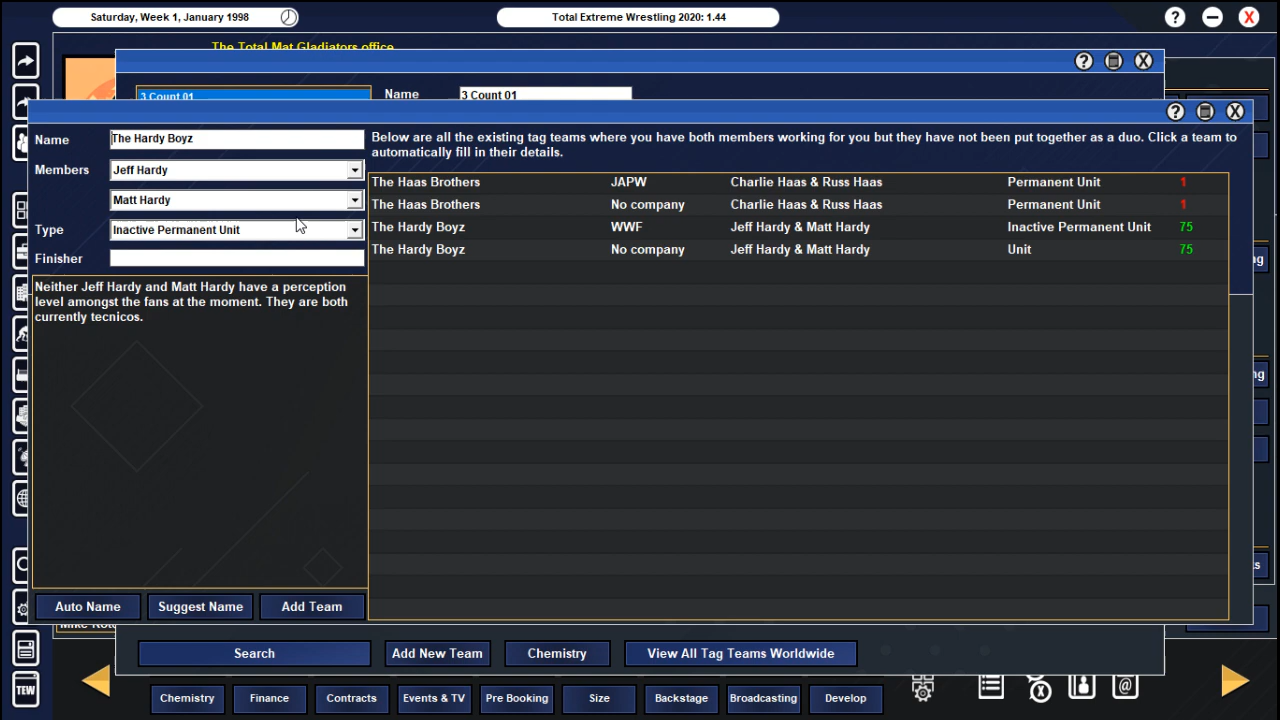 Saturday, Week 1, January 1998
Total Extreme Wrestling 2020: 1.44
? X
The Total Mat Gladiators office
? X
3 Count 01 Name 3 Count 01
? X
Name The Hardy Boyz
Members Jeff Hardy
Matt Hardy
Type Inactive Permanent Unit
Finisher
Neither Jeff Hardy and Matt Hardy have a perception
level amongst the fans at the moment. They are both
currently tecnicos.
Below are all the existing tag teams where you have both members working for you but they have not been put together as a duo. Click a team to
automatically fill in their details.
The Haas Brothers JAPW Charlie Haas & Russ Haas Permanent Unit 1
The Haas Brothers No company Charlie Haas & Russ Haas Permanent Unit 1
The Hardy Boyz WWF Jeff Hardy & Matt Hardy Inactive Permanent Unit 75
The Hardy Boyz No company Jeff Hardy & Matt Hardy Unit 75
Auto Name Suggest Name Add Team
Search Add New Team Chemistry View All Tag Teams Worldwide
TEW
Chemistry Finance Contracts Events & TV Pre Booking Size Backstage Broadcasting Develop